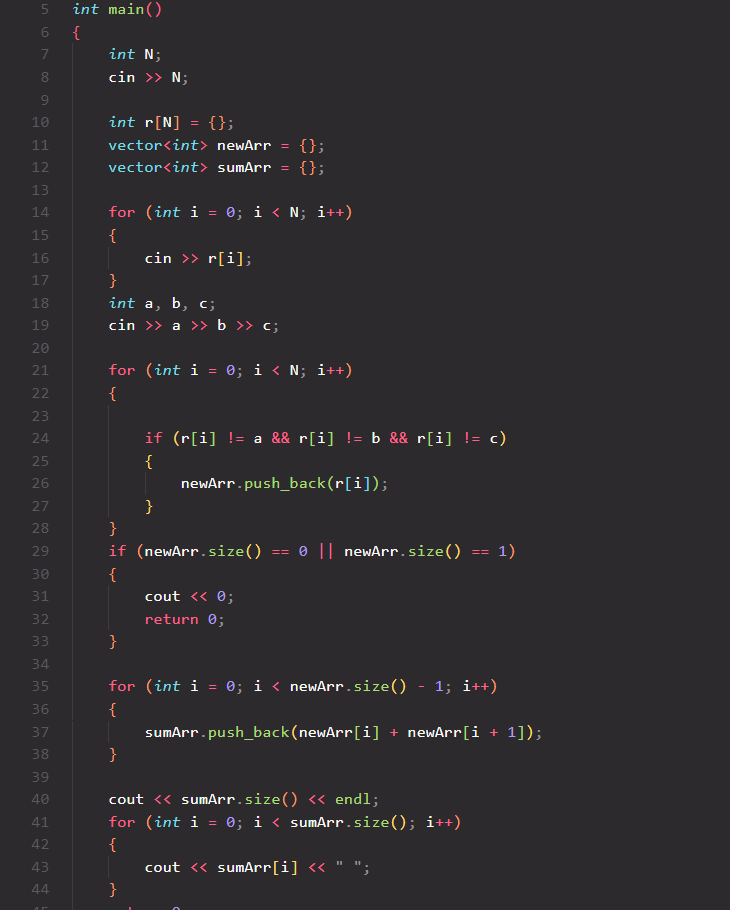 5 int main()
6 {
7 int N;
8 cin >> N;
9
10 int r[N] = {};
11 vector<int> newArr = {};
12 vector<int> sumArr = {};
13
14 for (int i = 0; i < N; i++)
15 {
16 cin >> r[i];
17 }
18 int a, b, c;
19 cin >> a >> b >> c;
20
21 for (int i = 0; i < N; i++)
22 {
23
24 if (r[i] != a && r[i] != b && r[i] != c)
25 {
26 newArr.push_back(r[i]);
27 }
28 }
29 if (newArr.size() == 0 || newArr.size() == 1)
30 {
31 cout << 0;
32 return 0;
33 }
34
35 for (int i = 0; i < newArr.size() - 1; i++)
36 {
37 sumArr.push_back(newArr[i] + newArr[i + 1]);
38 }
39
40 cout << sumArr.size() << endl;
41 for (int i = 0; i < sumArr.size(); i++)
42 {
43 cout << sumArr[i] << " ";
44 }